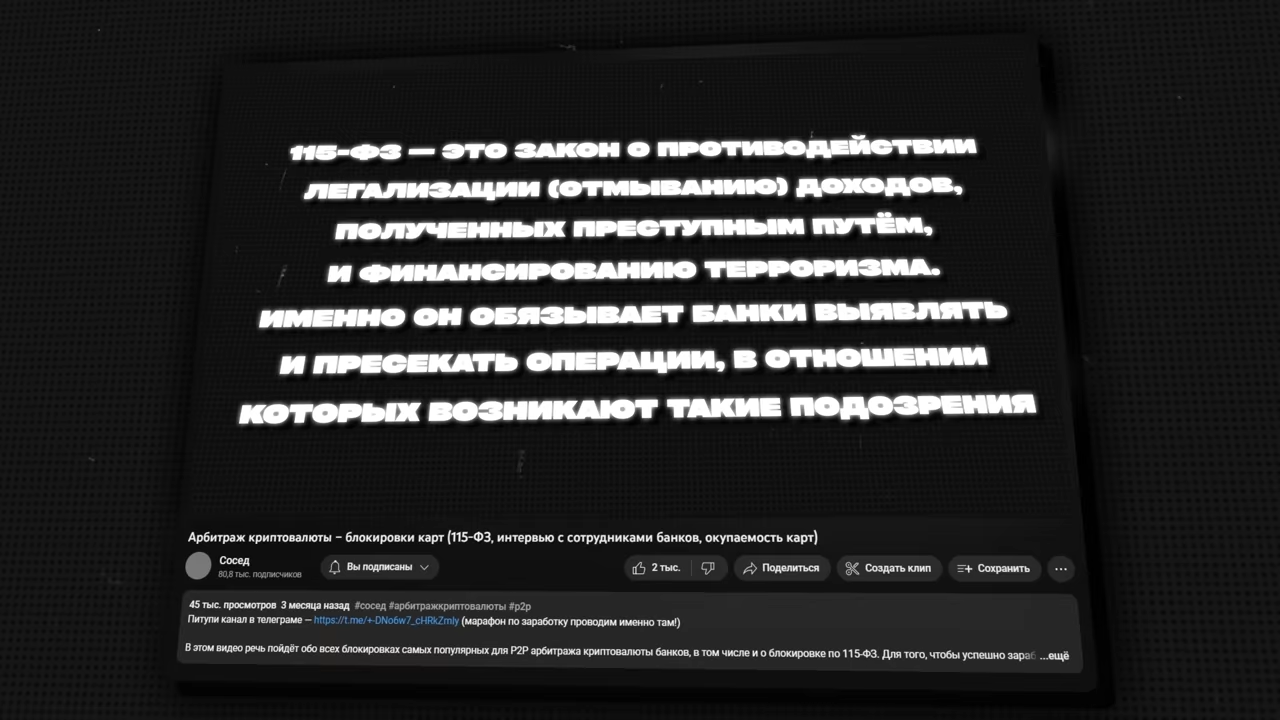 115-ФЗ — ЭТО ЗАКОН О ПРОТИВОДЕЙСТВИИ
ЛЕГАЛИЗАЦИИ (ОТМЫВАНИЮ) ДОХОДОВ,
ПОЛУЧЕННЫХ ПРЕСТУПНЫМ ПУТЁМ,
И ФИНАНСИРОВАНИЮ ТЕРРОРИЗМА.
ИМЕННО ОН ОБЯЗЫВАЕТ БАНКИ ВЫЯВЛЯТЬ
И ПРЕСЕКАТЬ ОПЕРАЦИИ, В ОТНОШЕНИИ
КОТОРЫХ ВОЗНИКАЮТ ТАКИЕ ПОДОЗРЕНИЯ
Арбитраж криптовалюты – блокировки карт (115-ФЗ, интервью с сотрудниками банков, окупаемость карт)
Сосед
80,8 тыс. подписчиков
Вы подписаны
2 тыс.
Поделиться
Создать клип
Сохранить
45 тыс. просмотров 3 месяца назад #сосед #арбитражкриптовалюты #p2p
Питупи канал в телеграме — https://t.me/+-DNo6w7_cHRkZmly (марафон по заработку проводим именно там!)
В этом видео речь пойдёт обо всех блокировках самых популярных для P2P арбитража криптовалюты банков, в том числе и о блокировке по 115-ФЗ. Для того, чтобы успешно зараб ...ещё